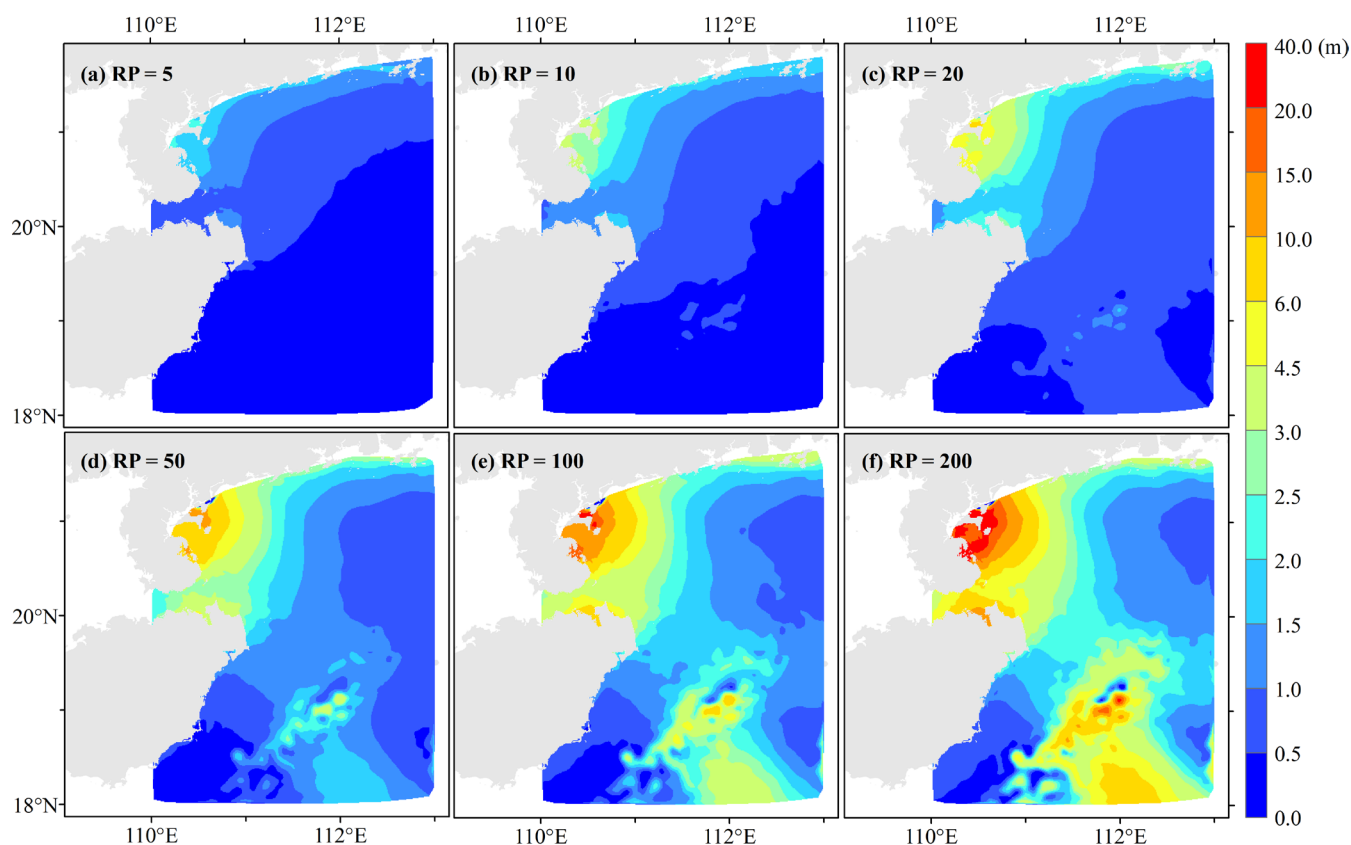 110°E 112°E 110°E 112°E 110°E 112°E
(a) RP = 5 (b) RP = 10 (c) RP = 20
20°N
18°N
(d) RP = 50 (e) RP = 100 (f) RP = 200
20°N
18°N
110°E 112°E 110°E 112°E 110°E 112°E
40.0 (m)
20.0
15.0
10.0
6.0
4.5
3.0
2.5
2.0
1.5
1.0
0.5
0.0